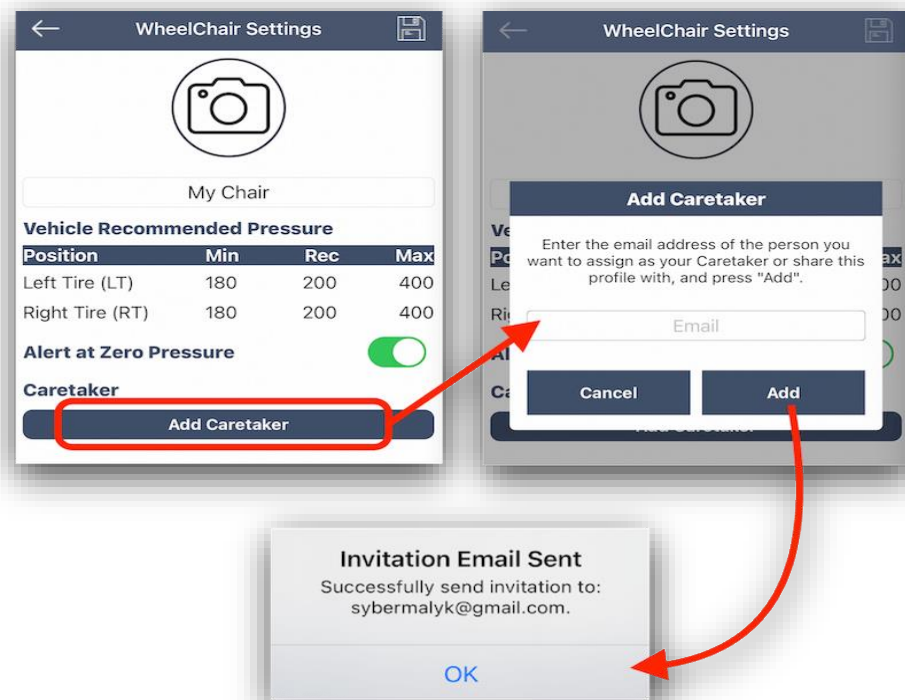 WheelChair Settings
My Chair
Vehicle Recommended Pressure
Position Min Rec Max
Left Tire (LT) 180 200 400
Right Tire (RT) 180 200 400
Alert at Zero Pressure
Caretaker
Add Caretaker
WheelChair Settings
Add Caretaker
Enter the email address of the person you
want to assign as your Caretaker or share this
profile with, and press "Add".
Email
Cancel Add
Invitation Email Sent
Successfully send invitation to:
sybermalyk@gmail.com.
OK